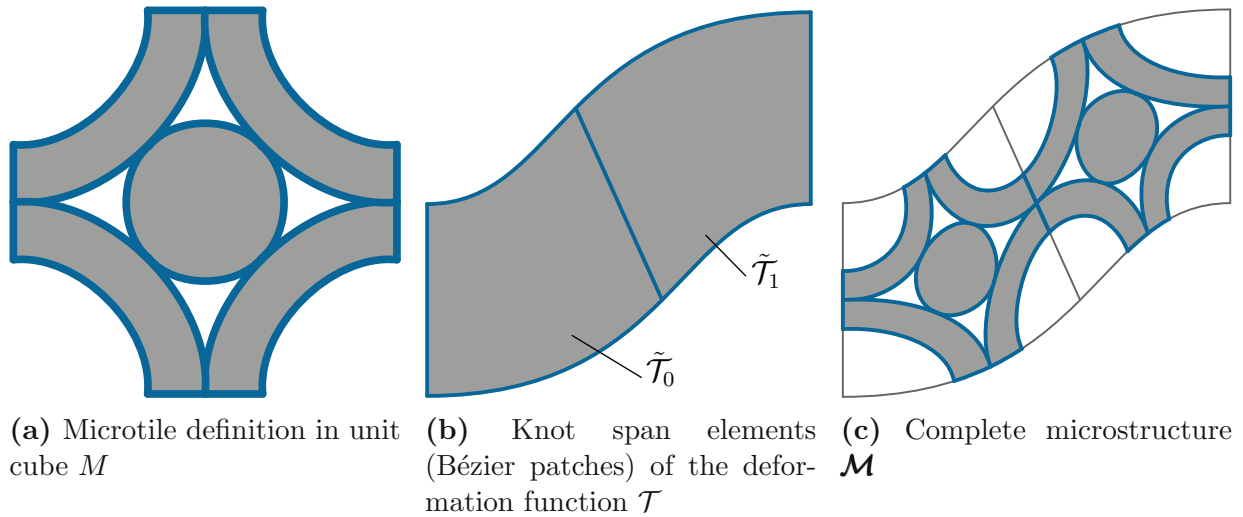 𝒯̃₁
𝒯̃₀
(a) Microtile definition in unit
cube M
(b) Knot span elements
(Bézier patches) of the defor-
mation function 𝒯
(c) Complete microstructure
𝓜